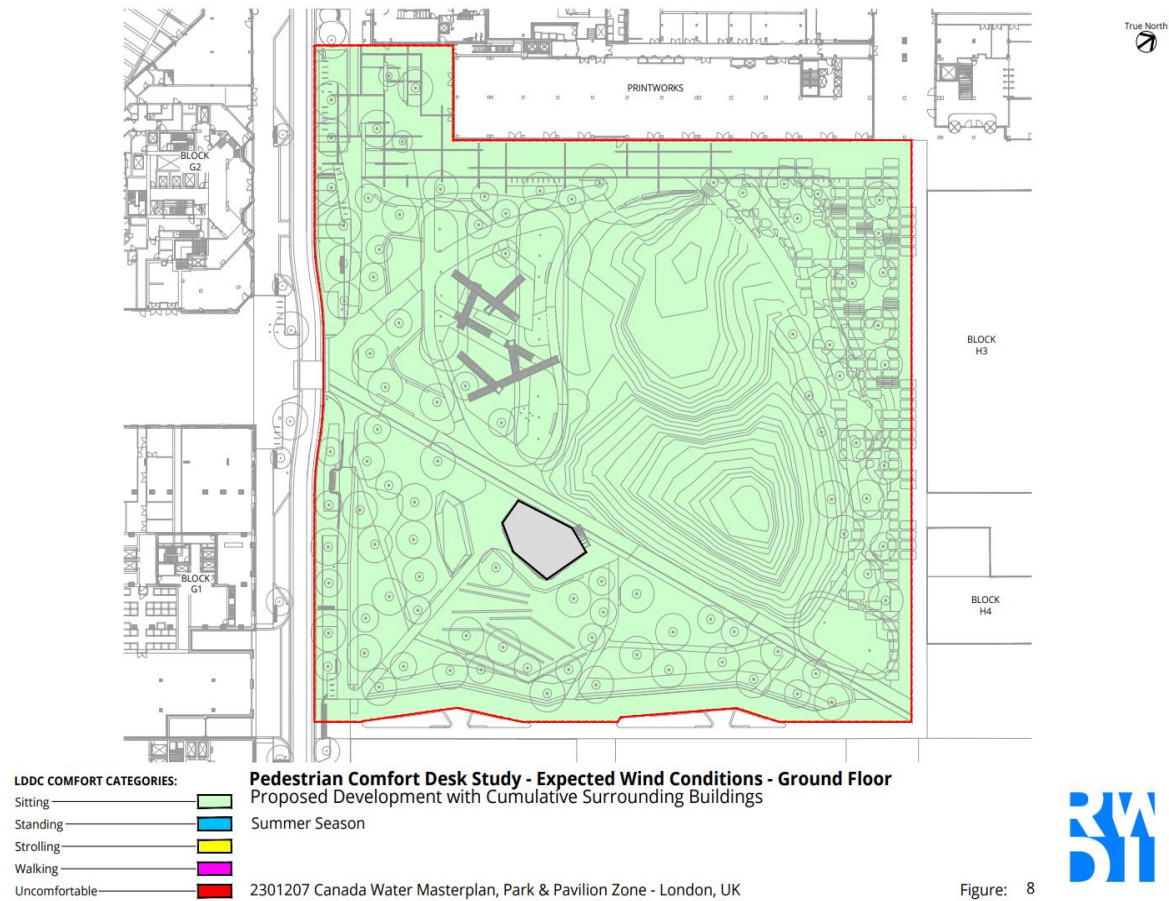 True North
PRINTWORKS
BLOCK
G2
BLOCK
H3
BLOCK
G1
BLOCK
H4
LDDC COMFORT CATEGORIES:
Sitting
Standing
Strolling
Walking
Uncomfortable
Pedestrian Comfort Desk Study - Expected Wind Conditions - Ground Floor
Proposed Development with Cumulative Surrounding Buildings
Summer Season
2301207 Canada Water Masterplan, Park & Pavilion Zone - London, UK
Figure: 8
RWDI